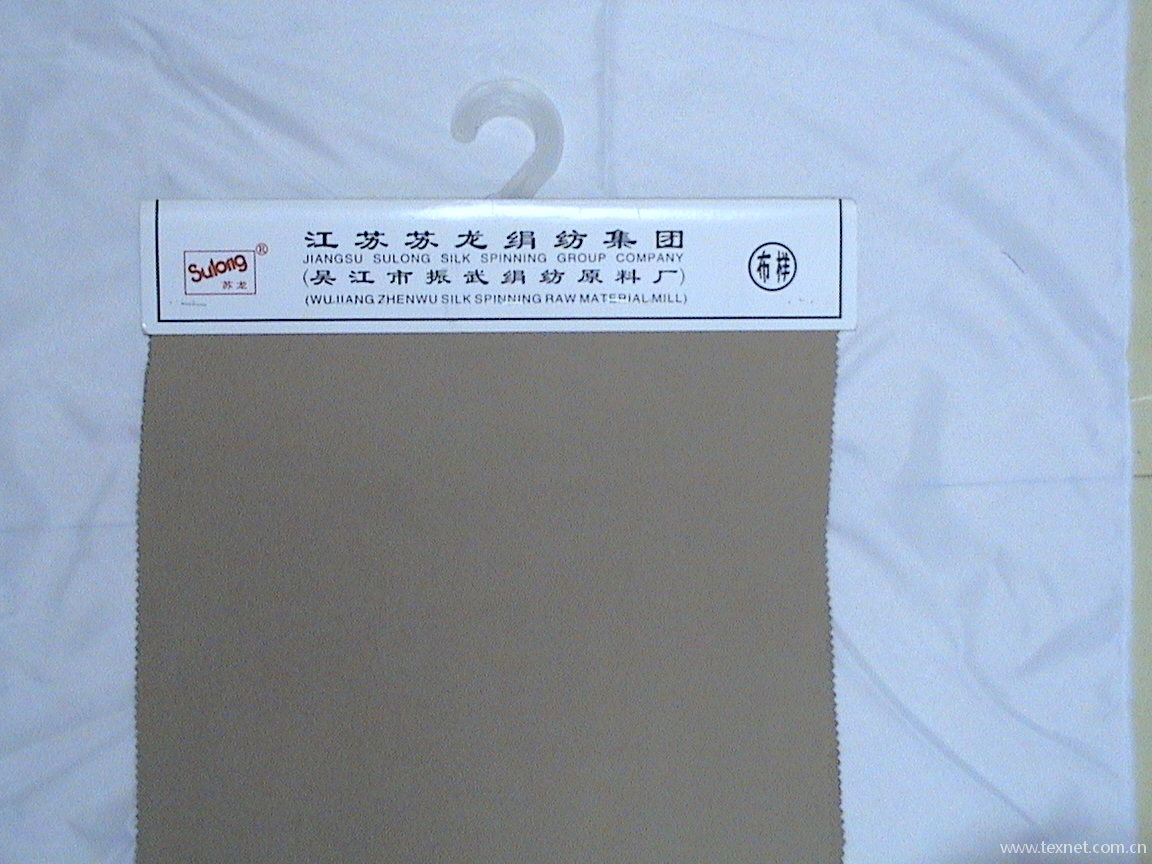 江苏苏龙绢纺集团
JIANGSU SULONG SILK SPINNING GROUP COMPANY
(吴江市振武绢纺原料厂)
(WUJIANG ZHENWU SILK SPINNING RAW MATERIAL MILL)
Sulong®
苏龙
布样
www.texnet.com.cn